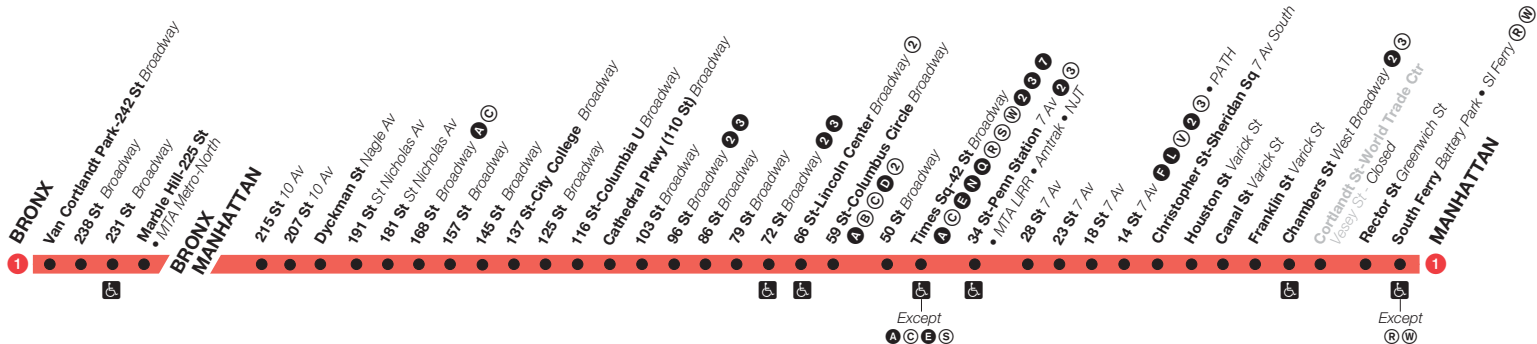 BRONX
1
Van Cortlandt Park-242 St Broadway
238 St Broadway
231 St Broadway
Marble Hill-225 St
• MTA Metro-North
BRONX
MANHATTAN
215 St 10 Av
207 St 10 Av
Dyckman St Nagle Av
191 St St Nicholas Av
181 St St Nicholas Av
168 St Broadway A C
157 St Broadway
145 St Broadway
137 St-City College Broadway
125 St Broadway
116 St-Columbia U Broadway
Cathedral Pkwy (110 St) Broadway
103 St Broadway
96 St Broadway 2 3
86 St Broadway
79 St Broadway
72 St Broadway 2 3
66 St-Lincoln Center Broadway 2
59 St-Columbus Circle Broadway
A B C D 2
50 St Broadway
Times Sq-42 St Broadway
A C E N Q R S W 2 3 7
Except
A C E S
34 St-Penn Station 7 Av 2 3
• MTA LIRR • Amtrak • NJT
28 St 7 Av
23 St 7 Av
18 St 7 Av
14 St 7 Av F L V 2 3 • PATH
Christopher St-Sheridan Sq 7 Av South
Houston St Varick St
Canal St Varick St
Franklin St Varick St
Chambers St West Broadway 2 3
Cortlandt St-World Trade Ctr
Vesey St - Closed
Rector St Greenwich St
South Ferry Battery Park • SI Ferry R W
Except
R W
MANHATTAN
1